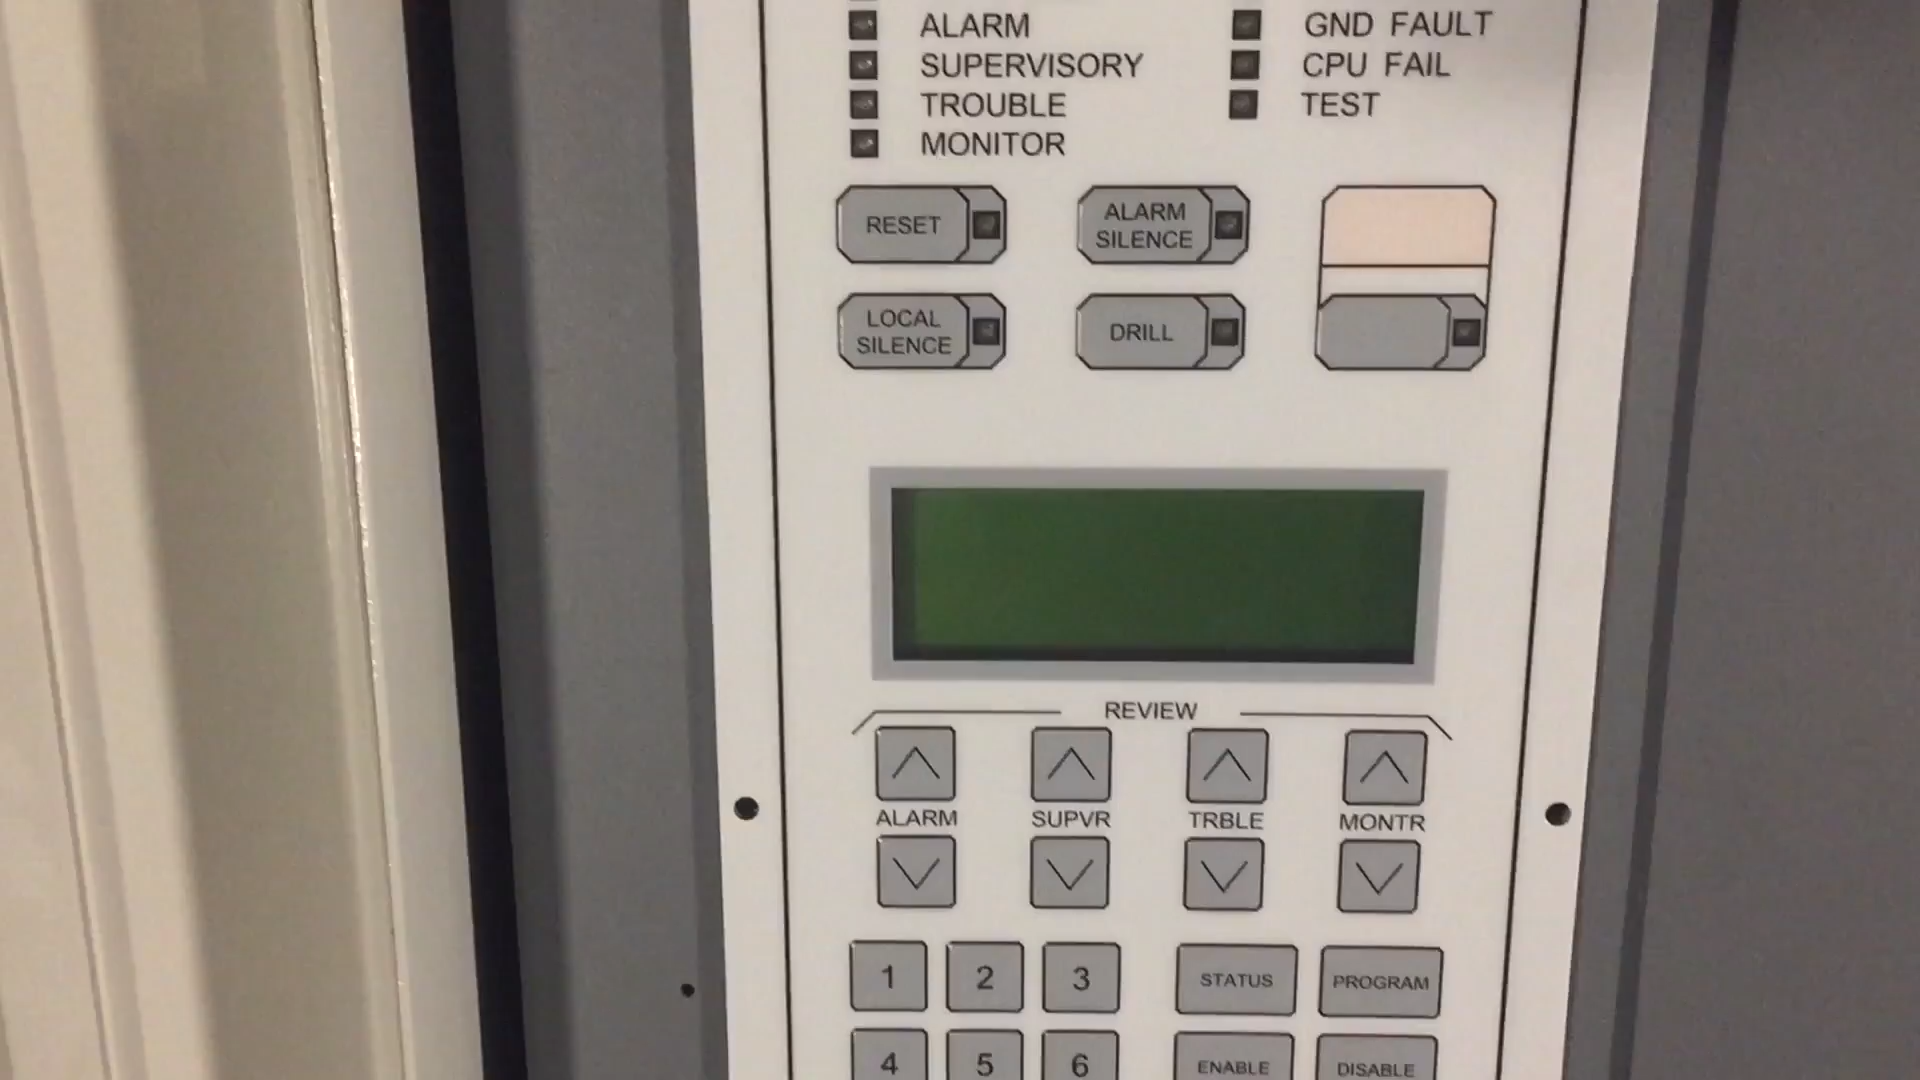 ALARM
GND FAULT
SUPERVISORY
CPU FAIL
TROUBLE
TEST
MONITOR
RESET
ALARM
SILENCE
LOCAL
SILENCE
DRILL
REVIEW
ALARM
SUPVR
TRBLE
MONTR
1
2
3
STATUS
PROGRAM
4
5
6
ENABLE
DISABLE